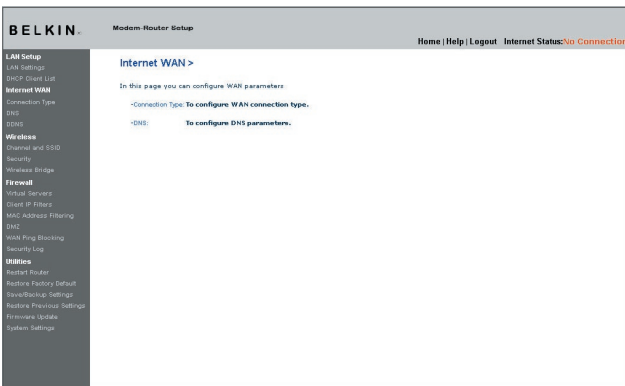 BELKIN.
Modem-Router Setup
Home | Help | Logout Internet Status:No Connection
LAN Setup
LAN Settings
DHCP Client List
Internet WAN
Connection Type
DNS
DDNS
Wireless
Channel and SSID
Security
Wireless Bridge
Firewall
Virtual Servers
Client IP Filters
MAC Address Filtering
DMZ
WAN Ping Blocking
Security Log
Utilities
Restart Router
Restore Factory Default
Save/Backup Settings
Restore Previous Settings
Firmware Update
System Settings
Internet WAN >
In this page you can configure WAN parameters
-Connection Type: To configure WAN connection type.
-DNS: To configure DNS parameters.